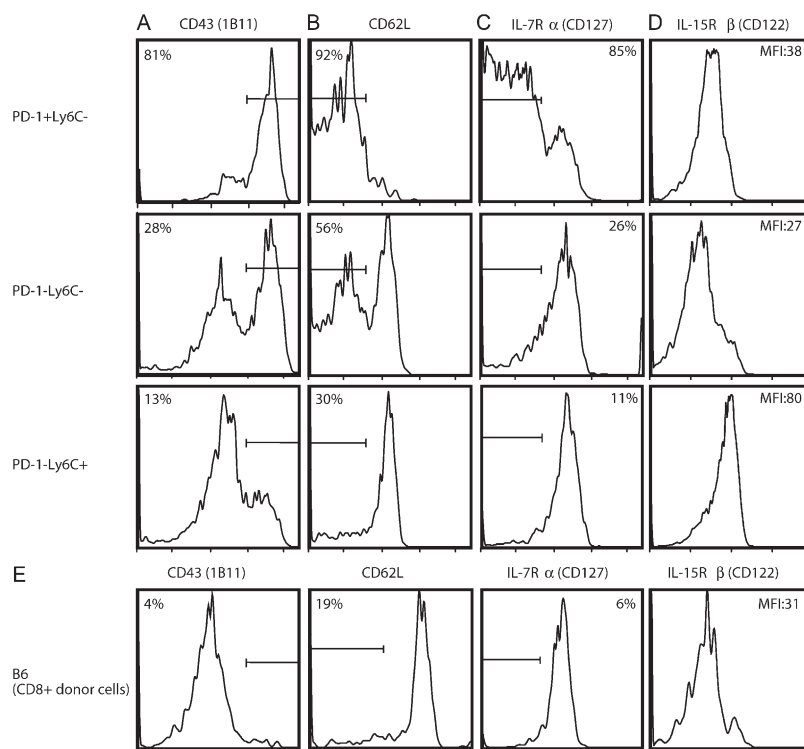 A B C D
CD43 (1B11) CD62L IL-7R α (CD127) IL-15R β (CD122)
PD-1+Ly6C- 81% 92% 85% MFI:38
PD-1-Ly6C- 28% 56% 26% MFI:27
PD-1-Ly6C+ 13% 30% 11% MFI:80
E
CD43 (1B11) CD62L IL-7R α (CD127) IL-15R β (CD122)
4% 19% 6% MFI:31
B6
(CD8+ donor cells)